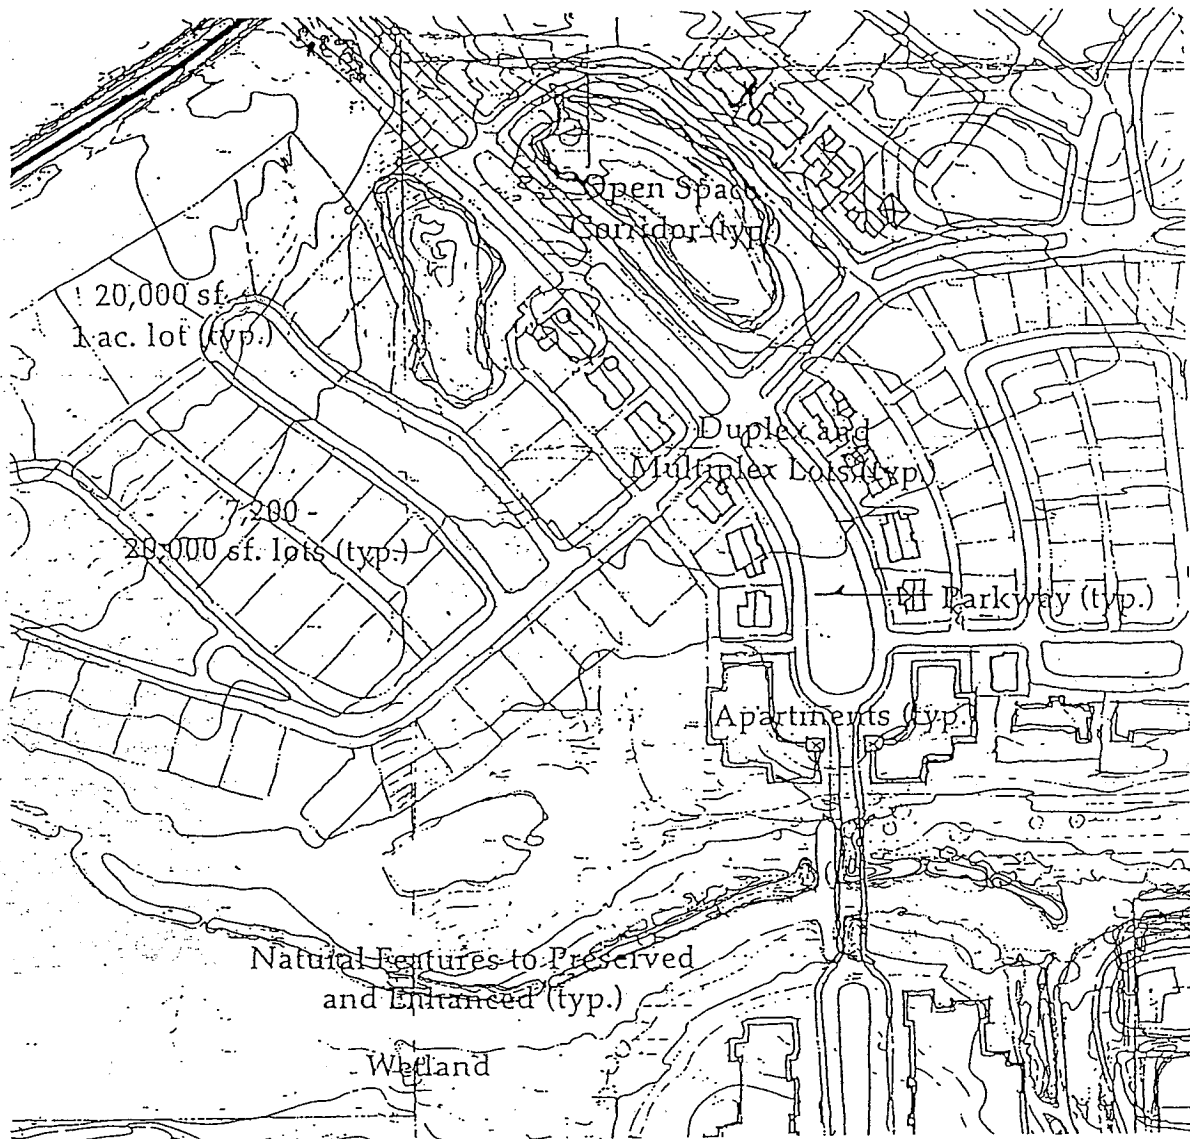 Open Space
Corridor (typ.)
20,000 sf.
1 ac. lot (typ.)
Duplex and
Multiplex Lots (typ.)
7,200 -
20,000 sf. lots (typ.)
Parkway (typ.)
Apartments (typ.
Natural Features to Preserved
and Enhanced (typ.)
Wetland